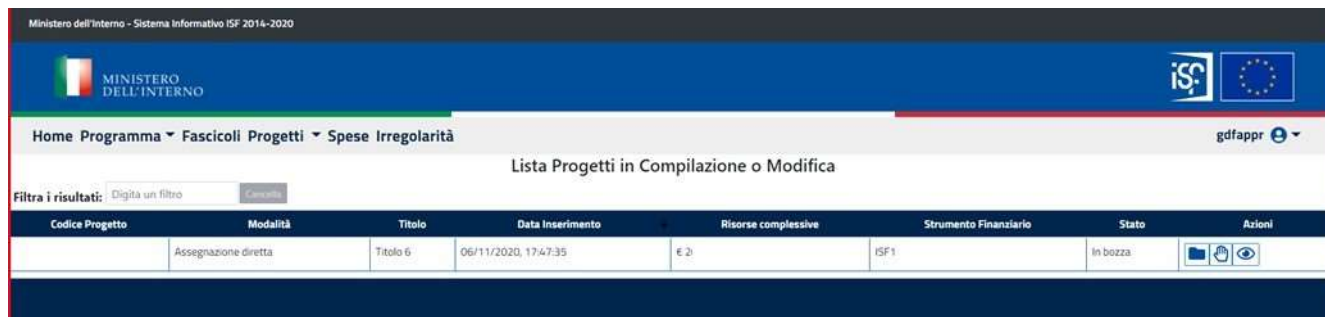 Ministero dell'Interno - Sistema Informativo ISF 2014-2020
MINISTERO
DELL'INTERNO
isf
Home Programma Fascicoli Progetti Spese Irregolarità gdfappr
Lista Progetti in Compilazione o Modifica
Filtra i risultati: Digita un filtro Cancella
Codice Progetto Modalità Titolo Data Inserimento Risorse complessive Strumento Finanziario Stato Azioni
Assegnazione diretta Titolo 6 06/11/2020, 17:47:35 € 2 ISF1 In bozza